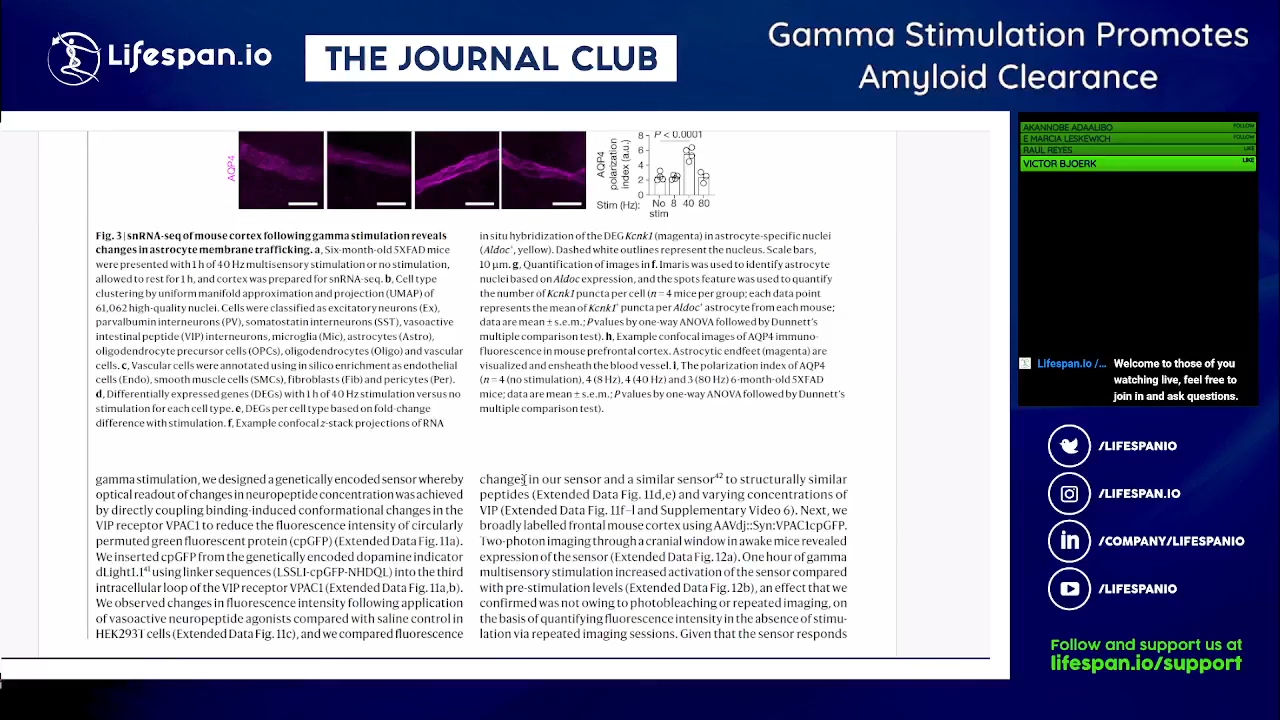 Lifespan.io
THE JOURNAL CLUB
Gamma Stimulation Promotes
Amyloid Clearance
AQP4
AQP4
polarization
index (a.u.)
P < 0.0001
8
6
4
2
0
No 8 40 80
stim
Stim (Hz):
Fig. 3 | snRNA-seq of mouse cortex following gamma stimulation reveals
changes in astrocyte membrane trafficking. a, Six-month-old 5XFAD mice
were presented with 1 h of 40 Hz multisensory stimulation or no stimulation,
allowed to rest for 1 h, and cortex was prepared for snRNA-seq. b, Cell type
clustering by uniform manifold approximation and projection (UMAP) of
61,062 high-quality nuclei. Cells were classified as excitatory neurons (Ex),
parvalbumin interneurons (PV), somatostatin interneurons (SST), vasoactive
intestinal peptide (VIP) interneurons, microglia (Mic), astrocytes (Astro),
oligodendrocyte precursor cells (OPCs), oligodendrocytes (Oligo) and vascular
cells. c, Vascular cells were annotated using in silico enrichment as endothelial
cells (Endo), smooth muscle cells (SMCs), fibroblasts (Fib) and pericytes (Per).
d, Differentially expressed genes (DEGs) with 1 h of 40 Hz stimulation versus no
stimulation for each cell type. e, DEGs per cell type based on fold-change
difference with stimulation. f, Example confocal z-stack projections of RNA
in situ hybridization of the DEG Kcnk1 (magenta) in astrocyte-specific nuclei
(Aldoc⁺, yellow). Dashed white outlines represent the nucleus. Scale bars,
10 μm. g, Quantification of images in f. Imaris was used to identify astrocyte
nuclei based on Aldoc expression, and the spots feature was used to quantify
the number of Kcnk1 puncta per cell (n = 4 mice per group; each data point
represents the mean of Kcnk1⁺ puncta per Aldoc⁺ astrocyte from each mouse;
data are mean ± s.e.m.; P values by one-way ANOVA followed by Dunnett's
multiple comparison test). h, Example confocal images of AQP4 immuno-
fluorescence in mouse prefrontal cortex. Astrocytic endfeet (magenta) are
visualized and ensheath the blood vessel. i, The polarization index of AQP4
(n = 4 (no stimulation), 4 (8 Hz), 4 (40 Hz) and 3 (80 Hz) 6-month-old 5XFAD
mice; data are mean ± s.e.m.; P values by one-way ANOVA followed by Dunnett's
multiple comparison test).
gamma stimulation, we designed a genetically encoded sensor whereby
optical readout of changes in neuropeptide concentration was achieved
by directly coupling binding-induced conformational changes in the
VIP receptor VPAC1 to reduce the fluorescence intensity of circularly
permuted green fluorescent protein (cpGFP) (Extended Data Fig. 11a).
We inserted cpGFP from the genetically encoded dopamine indicator
dLight1.1⁴¹ using linker sequences (LSSLI-cpGFP-NHDQL) into the third
intracellular loop of the VIP receptor VPAC1 (Extended Data Fig. 11a,b).
We observed changes in fluorescence intensity following application
of vasoactive neuropeptide agonists compared with saline control in
HEK293T cells (Extended Data Fig. 11c), and we compared fluorescence
changes in our sensor and a similar sensor⁴² to structurally similar
peptides (Extended Data Fig. 11d,e) and varying concentrations of
VIP (Extended Data Fig. 11f–l and Supplementary Video 6). Next, we
broadly labelled frontal mouse cortex using AAVdj::Syn:VPAC1cpGFP.
Two-photon imaging through a cranial window in awake mice revealed
expression of the sensor (Extended Data Fig. 12a). One hour of gamma
multisensory stimulation increased activation of the sensor compared
with pre-stimulation levels (Extended Data Fig. 12b), an effect that we
confirmed was not owing to photobleaching or repeated imaging, on
the basis of quantifying fluorescence intensity in the absence of stimu-
lation via repeated imaging sessions. Given that the sensor responds
AKANNOBE ADAALIBO FOLLOW
E MARCIA LESKEWICH FOLLOW
RAUL REYES LIKE
VICTOR BJOERK LIKE
Lifespan.io /... Welcome to those of you
watching live, feel free to
join in and ask questions.
/LIFESPANIO
/LIFESPAN.IO
/COMPANY/LIFESPANIO
/LIFESPANIO
Follow and support us at
lifespan.io/support